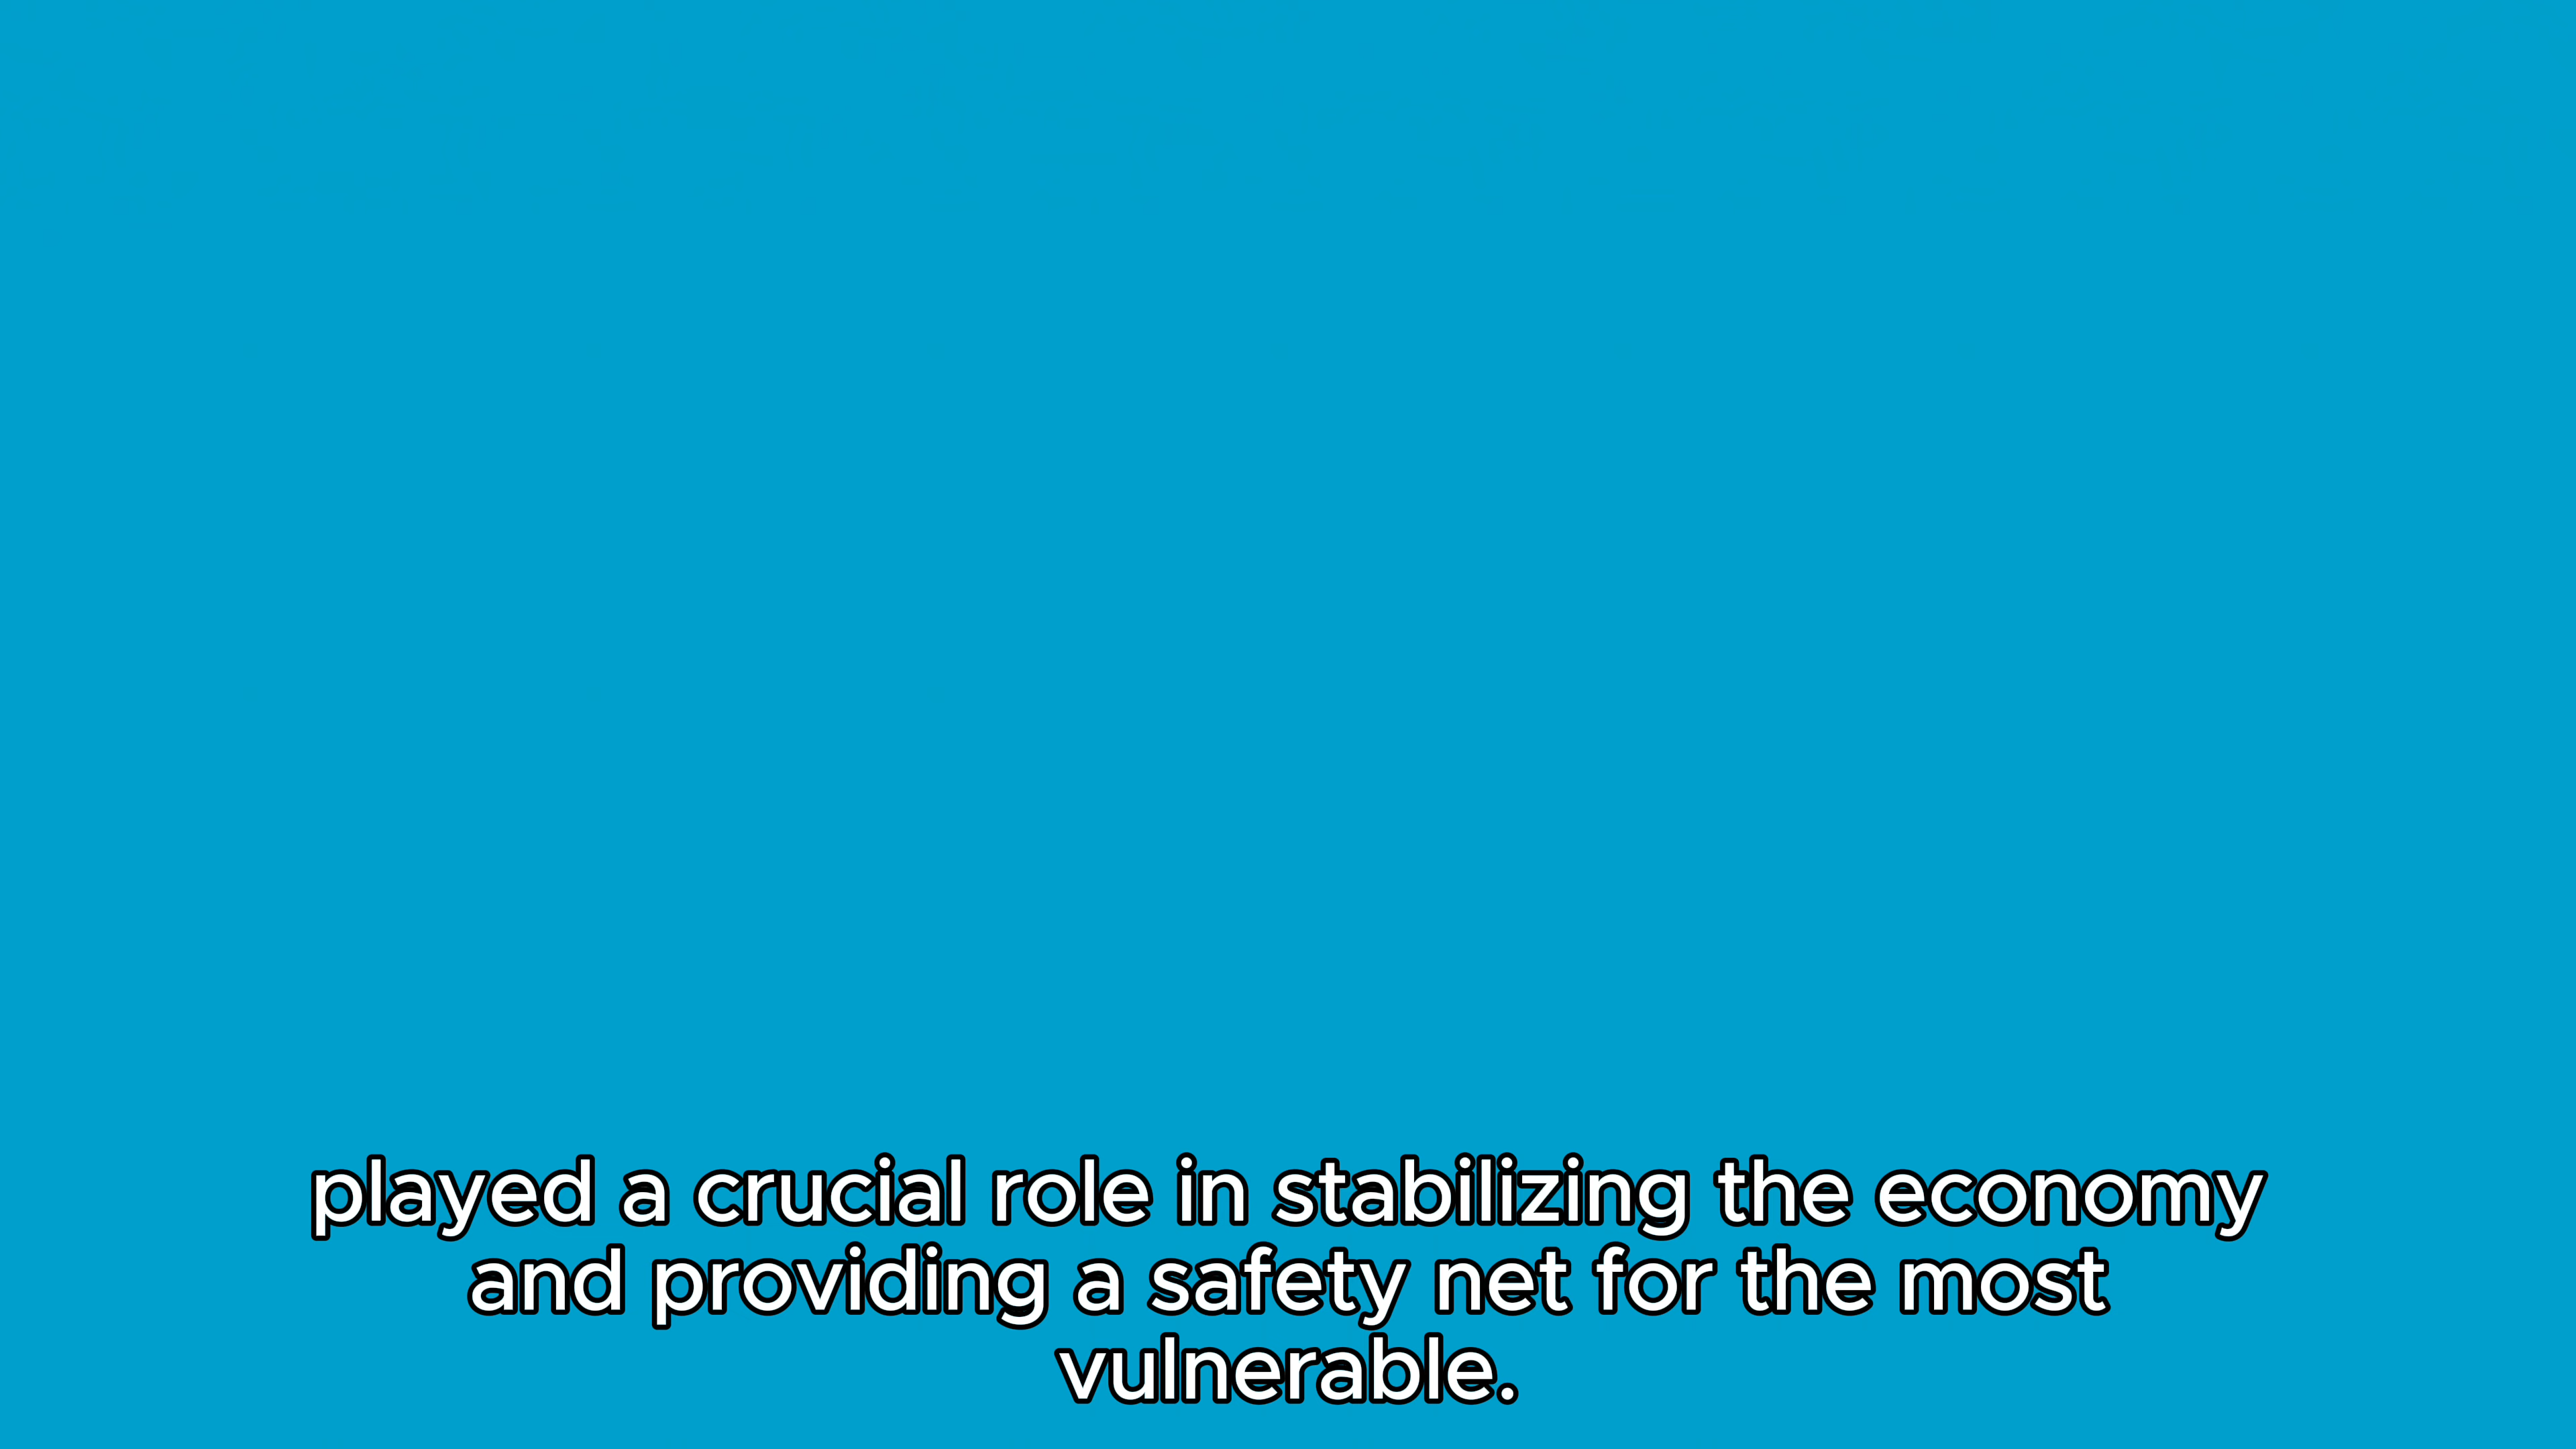 played a crucial role in stabilizing the economy
and providing a safety net for the most
vulnerable.